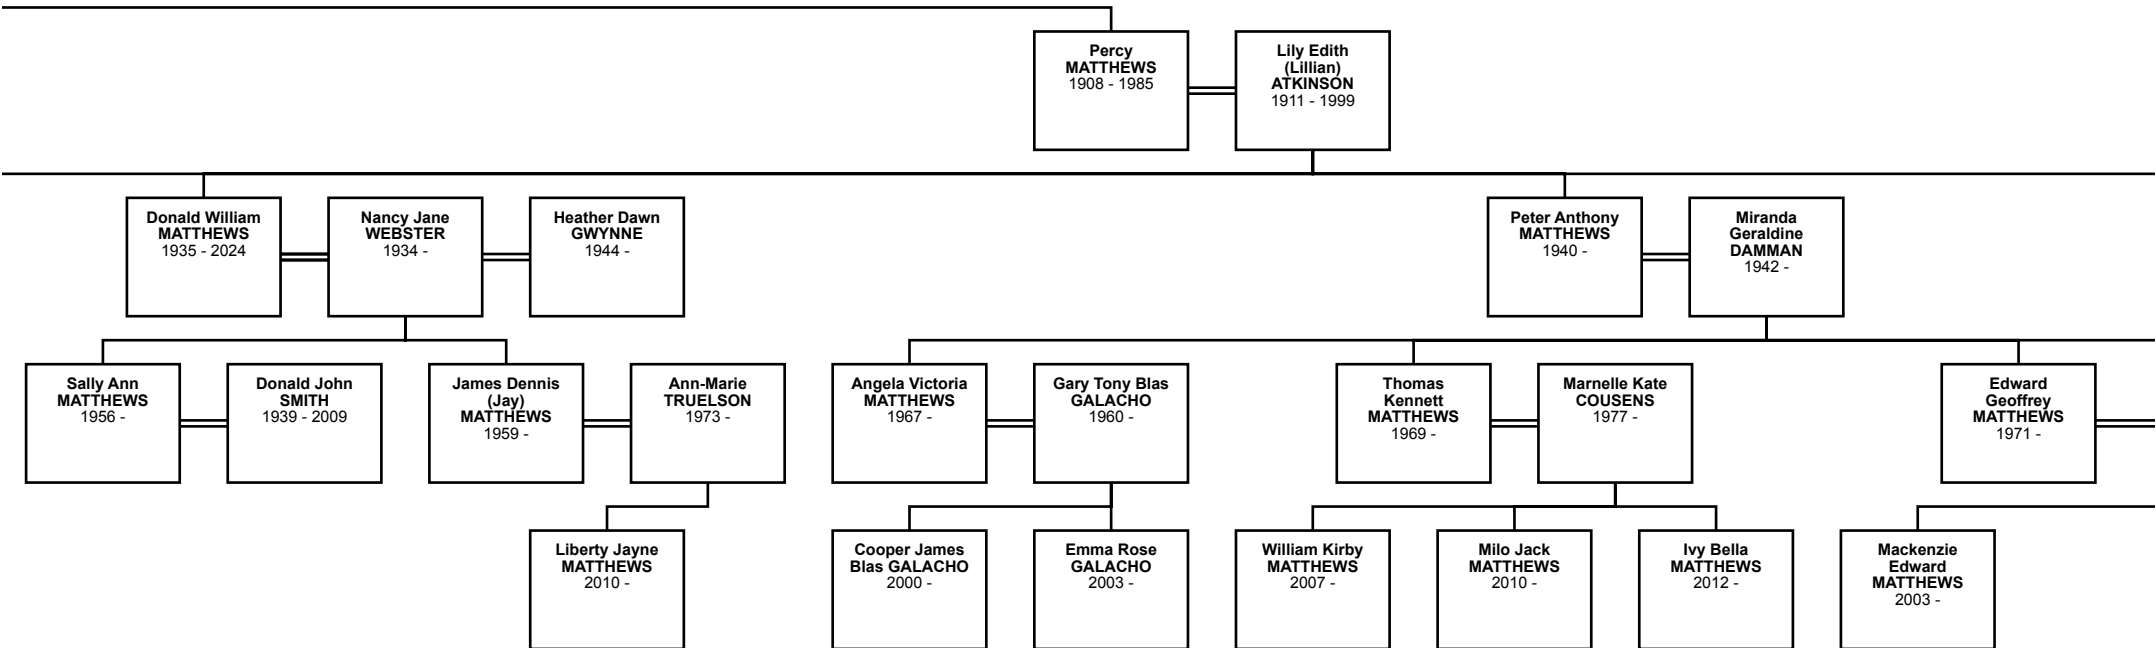 Percy
MATTHEWS
1908 - 1985
Lily Edith
(Lillian)
ATKINSON
1911 - 1999
Donald William
MATTHEWS
1935 - 2024
Nancy Jane
WEBSTER
1934 -
Heather Dawn
GWYNNE
1944 -
Peter Anthony
MATTHEWS
1940 -
Miranda
Geraldine
DAMMAN
1942 -
Sally Ann
MATTHEWS
1956 -
Donald John
SMITH
1939 - 2009
James Dennis
(Jay)
MATTHEWS
1959 -
Ann-Marie
TRUELSON
1973 -
Angela Victoria
MATTHEWS
1967 -
Gary Tony Blas
GALACHO
1960 -
Thomas
Kennett
MATTHEWS
1969 -
Marnelle Kate
COUSENS
1977 -
Edward
Geoffrey
MATTHEWS
1971 -
Liberty Jayne
MATTHEWS
2010 -
Cooper James
Blas GALACHO
2000 -
Emma Rose
GALACHO
2003 -
William Kirby
MATTHEWS
2007 -
Milo Jack
MATTHEWS
2010 -
Ivy Bella
MATTHEWS
2012 -
Mackenzie
Edward
MATTHEWS
2003 -